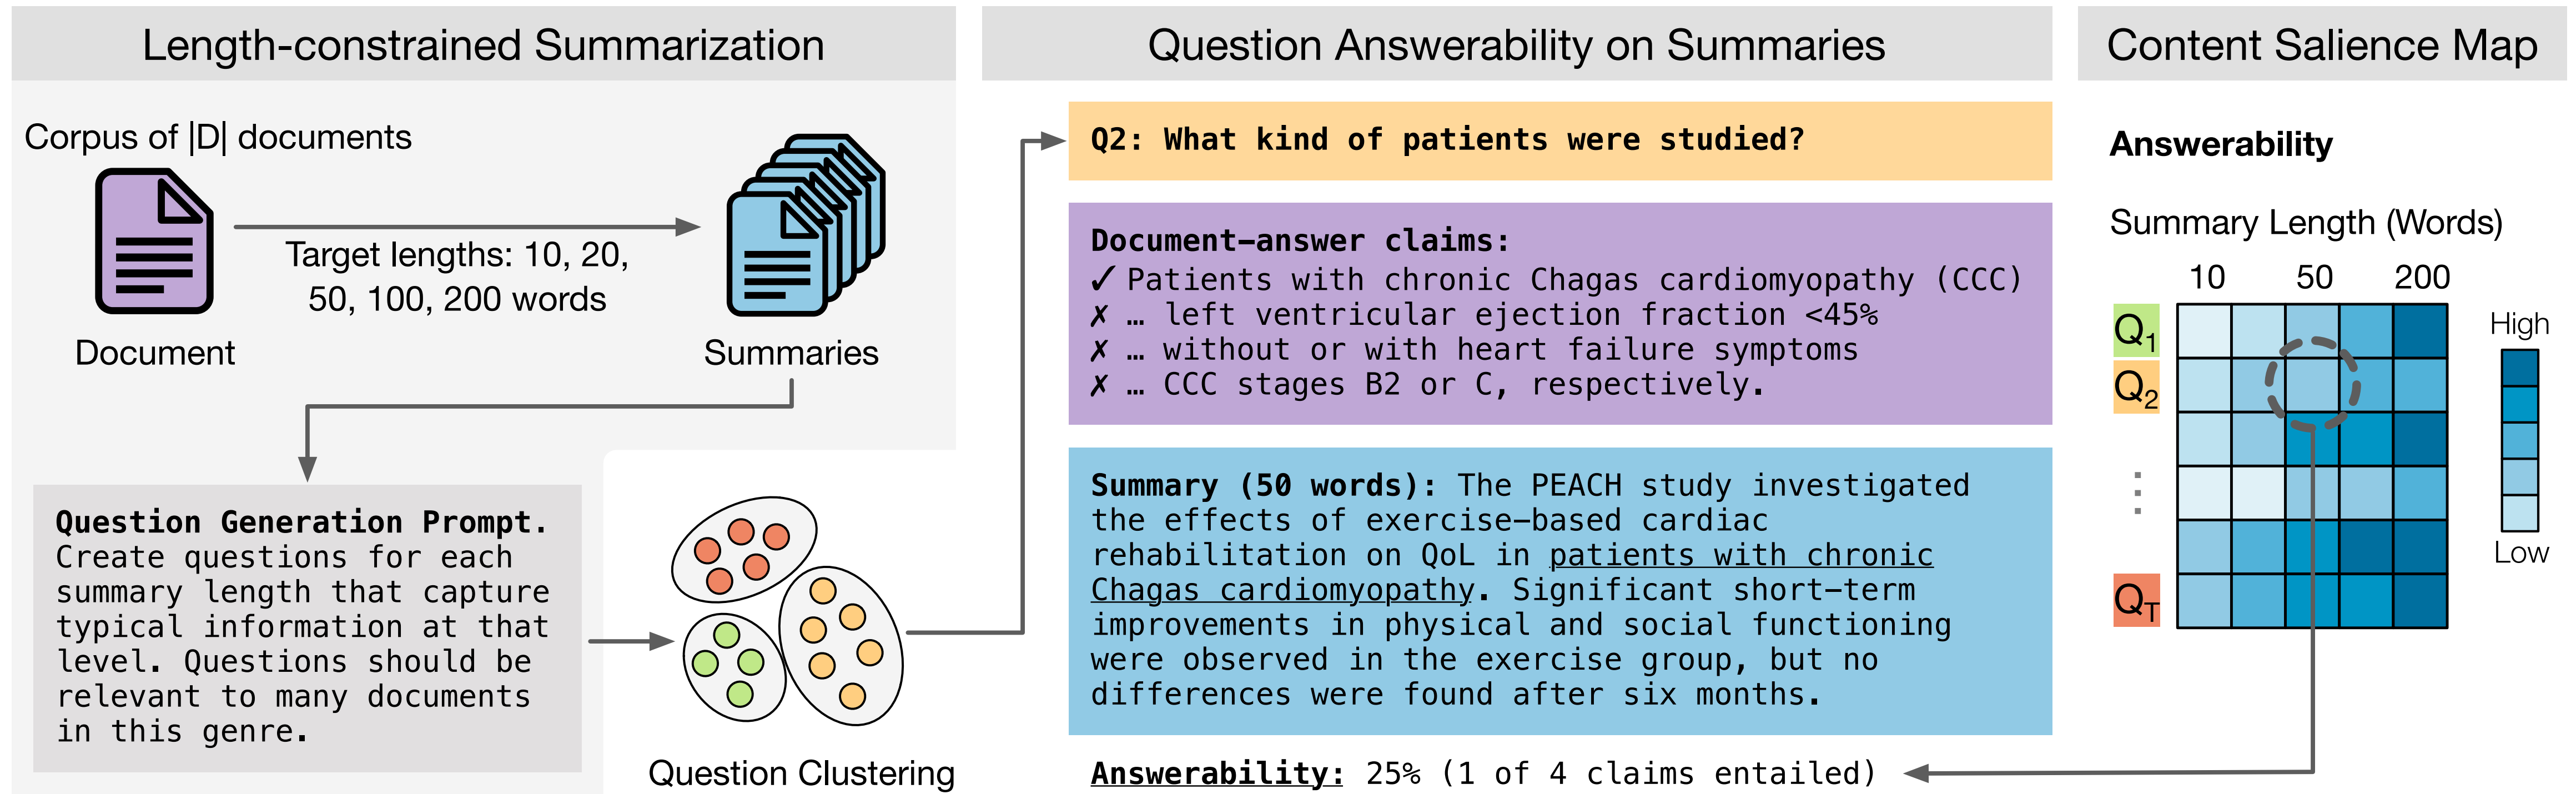 Length-constrained Summarization
Corpus of |D| documents
Target lengths: 10, 20,
50, 100, 200 words
Document
Summaries
Question Generation Prompt.
Create questions for each
summary length that capture
typical information at that
level. Questions should be
relevant to many documents
in this genre.
Question Clustering
Question Answerability on Summaries
Q2: What kind of patients were studied?
Document-answer claims:
✓ Patients with chronic Chagas cardiomyopathy (CCC)
✗ … left ventricular ejection fraction <45%
✗ … without or with heart failure symptoms
✗ … CCC stages B2 or C, respectively.
Summary (50 words): The PEACH study investigated
the effects of exercise-based cardiac
rehabilitation on QoL in patients with chronic
Chagas cardiomyopathy. Significant short-term
improvements in physical and social functioning
were observed in the exercise group, but no
differences were found after six months.
Answerability: 25% (1 of 4 claims entailed)
Content Salience Map
Answerability
Summary Length (Words)
10 50 200
Q1
Q2
⋮
QT
High
Low